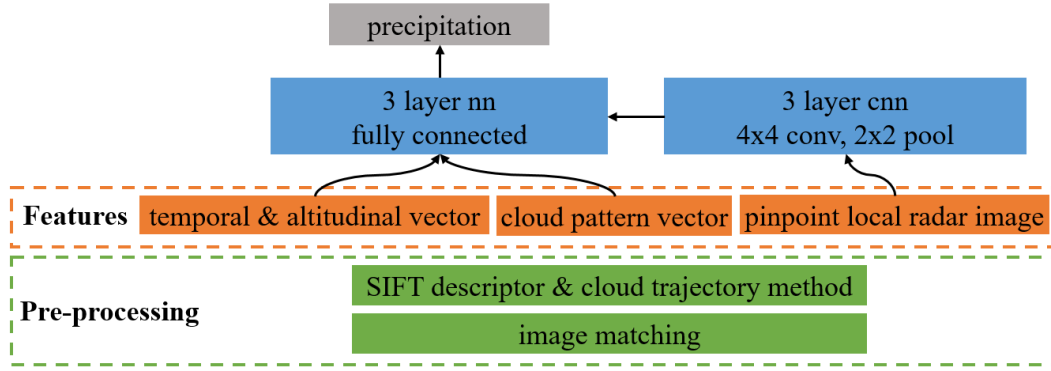 precipitation
3 layer nn
fully connected
3 layer cnn
4x4 conv, 2x2 pool
Features
temporal & altitudinal vector
cloud pattern vector
pinpoint local radar image
Pre-processing
SIFT descriptor & cloud trajectory method
image matching